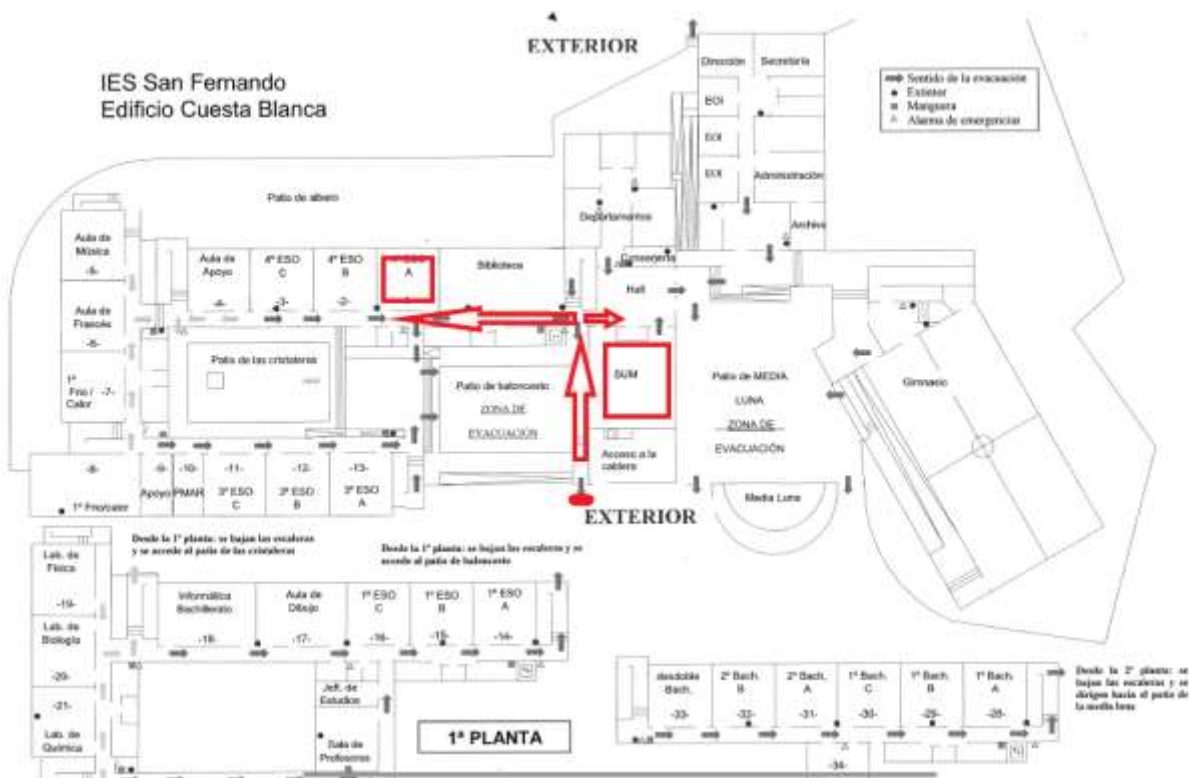 EXTERIOR
IES San Fernando
Edificio Cuesta Blanca
Dirección
Secretaría
Sentido de la evacuación
Extintor
Manguera
Alarma de emergencias
EOI
EOI
EOI
Administración
Archivo
Patio de albero
Departamentos
Conserjería
Hall
Aula de
Música
-5-
Aula de
Apoyo
-4-
4º ESO
C
-3-
4º ESO
B
-2-
ESO
A
Biblioteca
Aula de
Francés
-6-
1º
Frio /
Calor
-7-
Patio de las cristaleras
Patio de baloncesto
ZONA DE
EVACUACIÓN
SUM
Patio de MEDIA
LUNA
ZONA DE
EVACUACIÓN
Gimnasio
Acceso a la
caldera
Media Luna
EXTERIOR
-8-
1º Frio/calor
-9-
Apoyo
-10-
PMAR
-11-
3º ESO
C
-12-
3º ESO
B
-13-
3º ESO
A
Desde la 1ª planta: se bajan las escaleras
y se accede al patio de las cristaleras
Desde la 1ª planta: se bajan las escaleras y se
accede al patio de baloncesto
Lab. de
Física
-19-
Lab. de
Biología
-20-
-21-
Lab. de
Química
Informática
Bachillerato
-18-
Aula de
Dibujo
-17-
1º ESO
C
-16-
1º ESO
B
-15-
1º ESO
A
-14-
Jeft. de
Estudios
Sala de
Profesores
1ª PLANTA
desdoble
Bach.
-33-
2º Bach.
B
-32-
2º Bach.
A
-31-
1º Bach.
C
-30-
1º Bach.
B
-29-
1º Bach.
A
-28-
-34-
Desde la 2ª planta: se
bajan las escaleras y se
dirigen hacia el patio de
la media luna